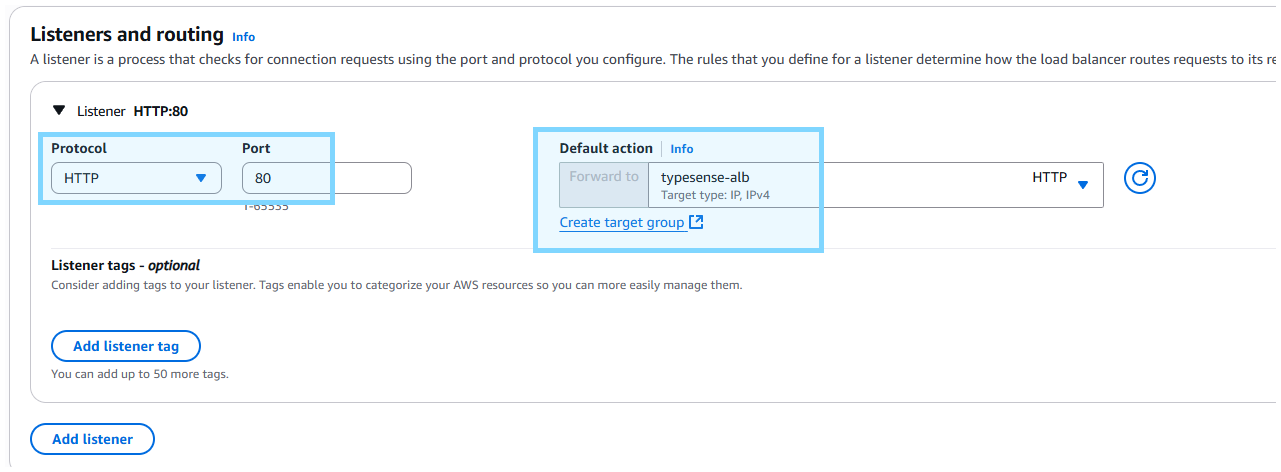 Listeners and routing Info
A listener is a process that checks for connection requests using the port and protocol you configure. The rules that you define for a listener determine how the load balancer routes requests to its re
Listener HTTP:80
Protocol Port Default action Info
HTTP 80 Forward to typesense-alb HTTP
Target type: IP, IPv4
1-65535
Create target group
Listener tags - optional
Consider adding tags to your listener. Tags enable you to categorize your AWS resources so you can more easily manage them.
Add listener tag
You can add up to 50 more tags.
Add listener